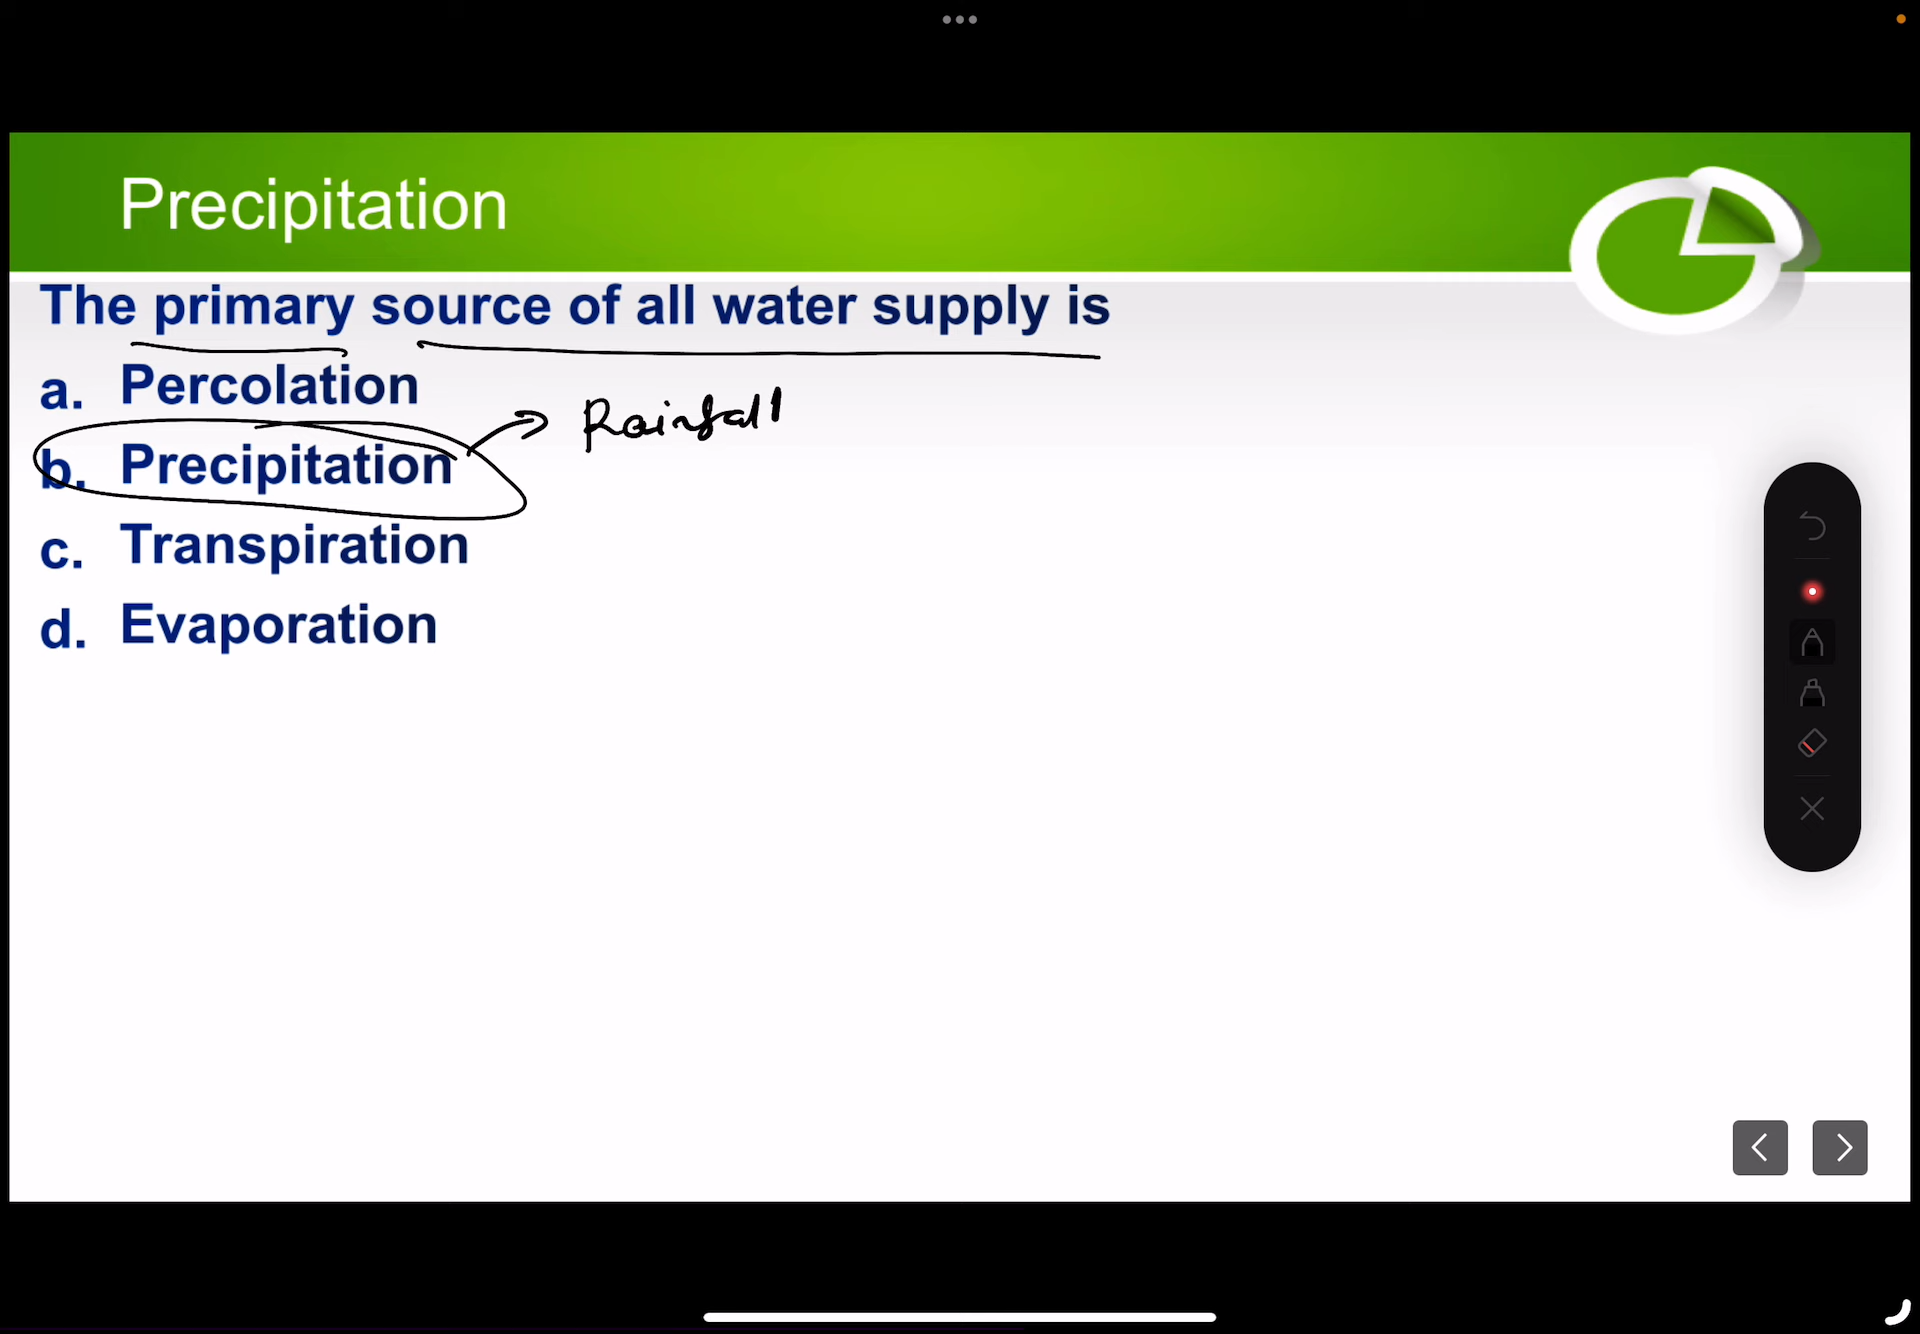 Precipitation
The primary source of all water supply is
a. Percolation
Rainfall
b. Precipitation
c. Transpiration
d. Evaporation